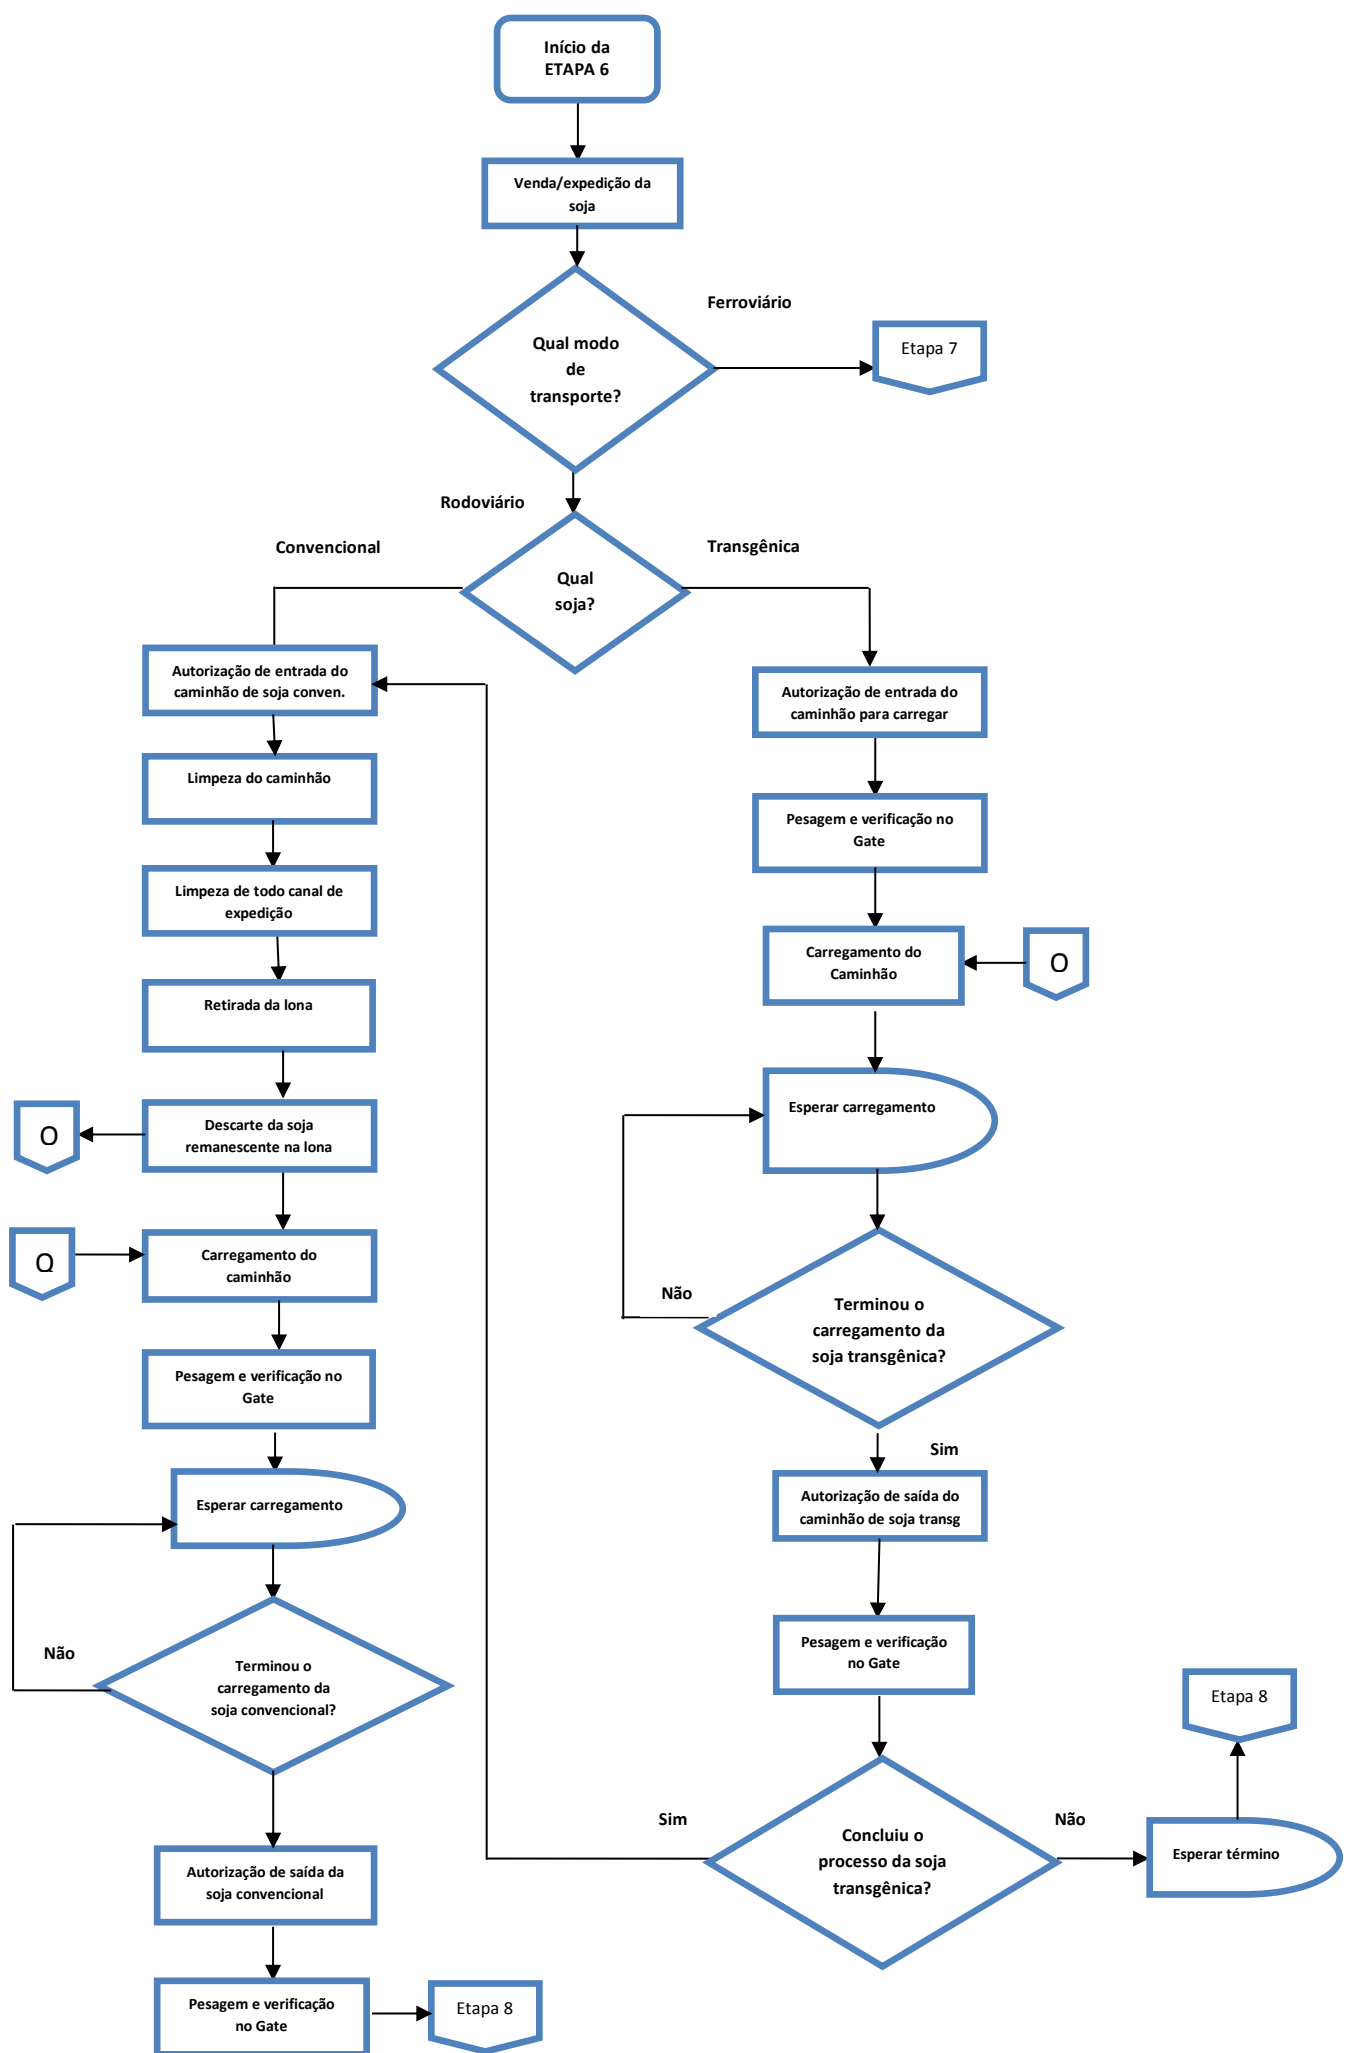 Início da
ETAPA 6
Venda/expedição da
soja
Ferroviário
Qual modo
de
transporte?
Etapa 7
Rodoviário
Convencional
Transgênica
Qual
soja?
Autorização de entrada do
caminhão de soja conven.
Limpeza do caminhão
Limpeza de todo canal de
expedição
Retirada da lona
O
Descarte da soja
remanescente na lona
Q
Carregamento do
caminhão
Pesagem e verificação no
Gate
Esperar carregamento
Não
Terminou o
carregamento da
soja convencional?
Autorização de saída da
soja convencional
Pesagem e verificação
no Gate
Etapa 8
Autorização de entrada do
caminhão para carregar
Pesagem e verificação no
Gate
Carregamento do
Caminhão
O
Esperar carregamento
Não
Terminou o
carregamento da
soja transgênica?
Sim
Autorização de saída do
caminhão de soja transg
Pesagem e verificação
no Gate
Sim
Concluiu o
processo da soja
transgênica?
Não
Esperar término
Etapa 8